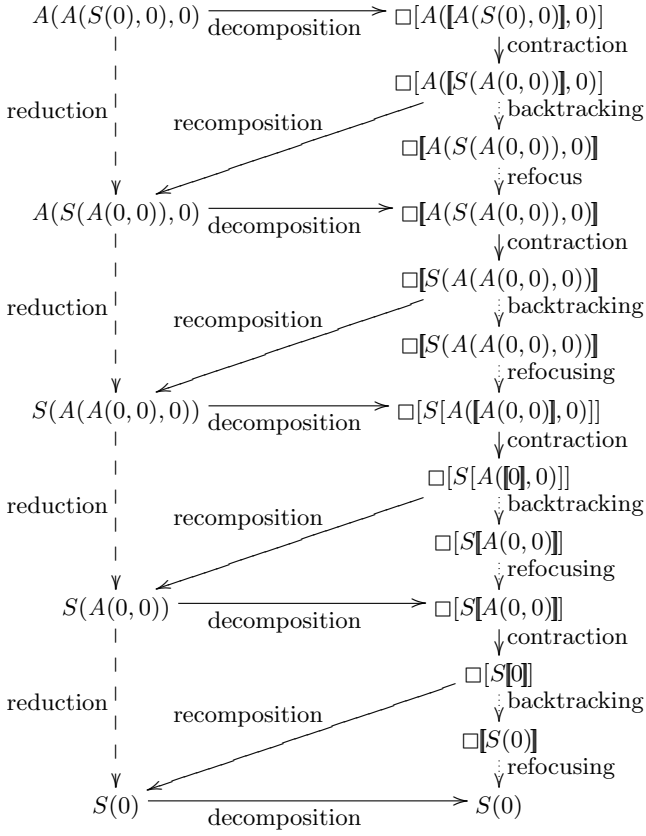 A(A(S(0),0),0) decomposition □[A(⟦A(S(0),0)⟧,0)]
contraction
□[A(⟦S(A(0,0))⟧,0)]
reduction recomposition backtracking
□⟦A(S(A(0,0)),0)⟧
refocus
A(S(A(0,0)),0) decomposition □⟦A(S(A(0,0)),0)⟧
contraction
□⟦S(A(A(0,0),0))⟧
reduction recomposition backtracking
□⟦S(A(A(0,0),0))⟧
refocusing
S(A(A(0,0),0)) decomposition □[S[A(⟦A(0,0)⟧,0)]]
contraction
□[S[A(⟦0⟧,0)]]
reduction recomposition backtracking
□[S⟦A(0,0)⟧]
refocusing
S(A(0,0)) decomposition □[S⟦A(0,0)⟧]
contraction
□[S⟦0⟧]
reduction recomposition backtracking
□⟦S(0)⟧
refocusing
S(0) decomposition S(0)